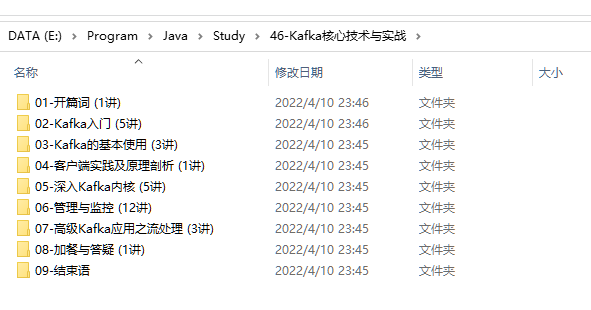 DATA (E:) > Program > Java > Study > 46-Kafka核心技术与实战 >
名称 修改日期 类型 大小
01-开篇词 (1讲) 2022/4/10 23:46 文件夹
02-Kafka入门 (5讲) 2022/4/10 23:46 文件夹
03-Kafka的基本使用 (3讲) 2022/4/10 23:45 文件夹
04-客户端实践及原理剖析 (1讲) 2022/4/10 23:45 文件夹
05-深入Kafka内核 (5讲) 2022/4/10 23:45 文件夹
06-管理与监控 (12讲) 2022/4/10 23:45 文件夹
07-高级Kafka应用之流处理 (3讲) 2022/4/10 23:45 文件夹
08-加餐与答疑 (1讲) 2022/4/10 23:45 文件夹
09-结束语 2022/4/10 23:45 文件夹